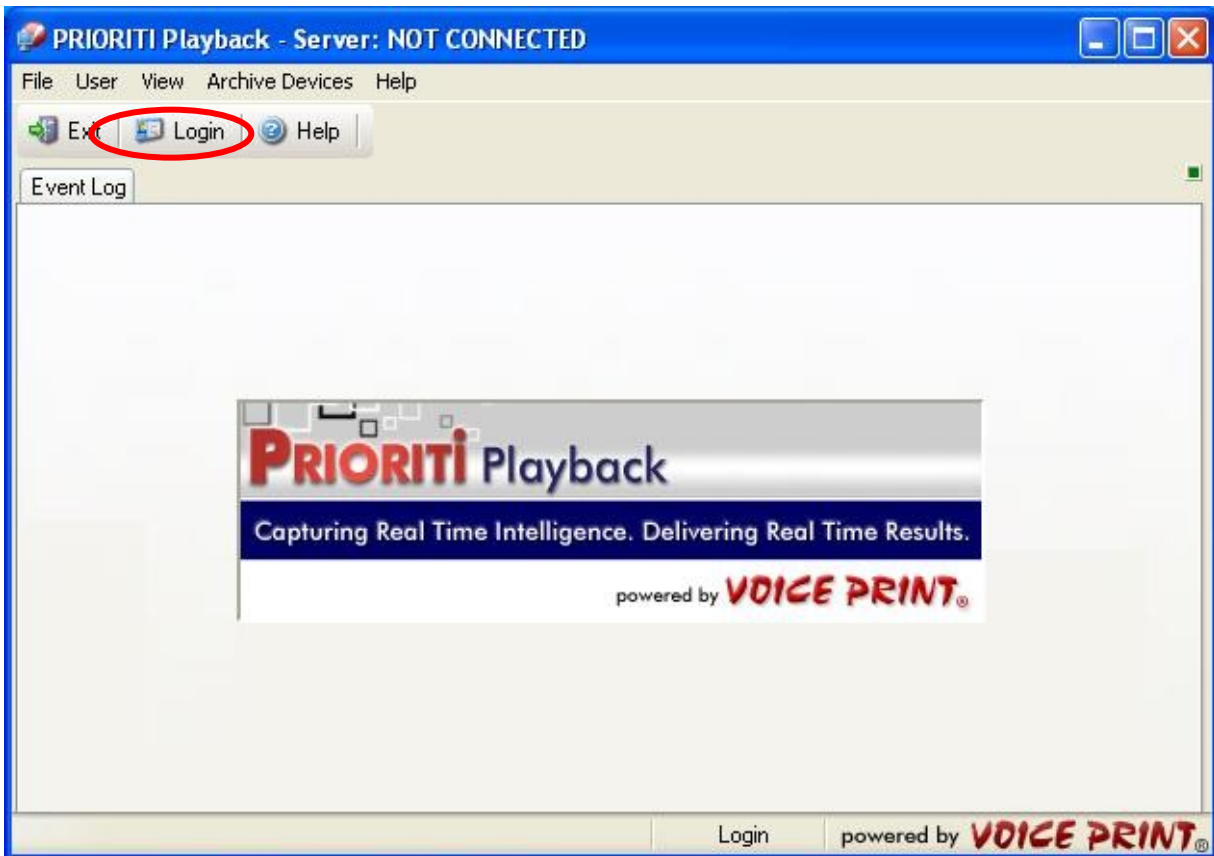 PRIORITI Playback - Server: NOT CONNECTED
File User View Archive Devices Help
Exit Login Help
Event Log
PRIORITI Playback
Capturing Real Time Intelligence. Delivering Real Time Results.
powered by VOICE PRINT®
Login powered by VOICE PRINT®